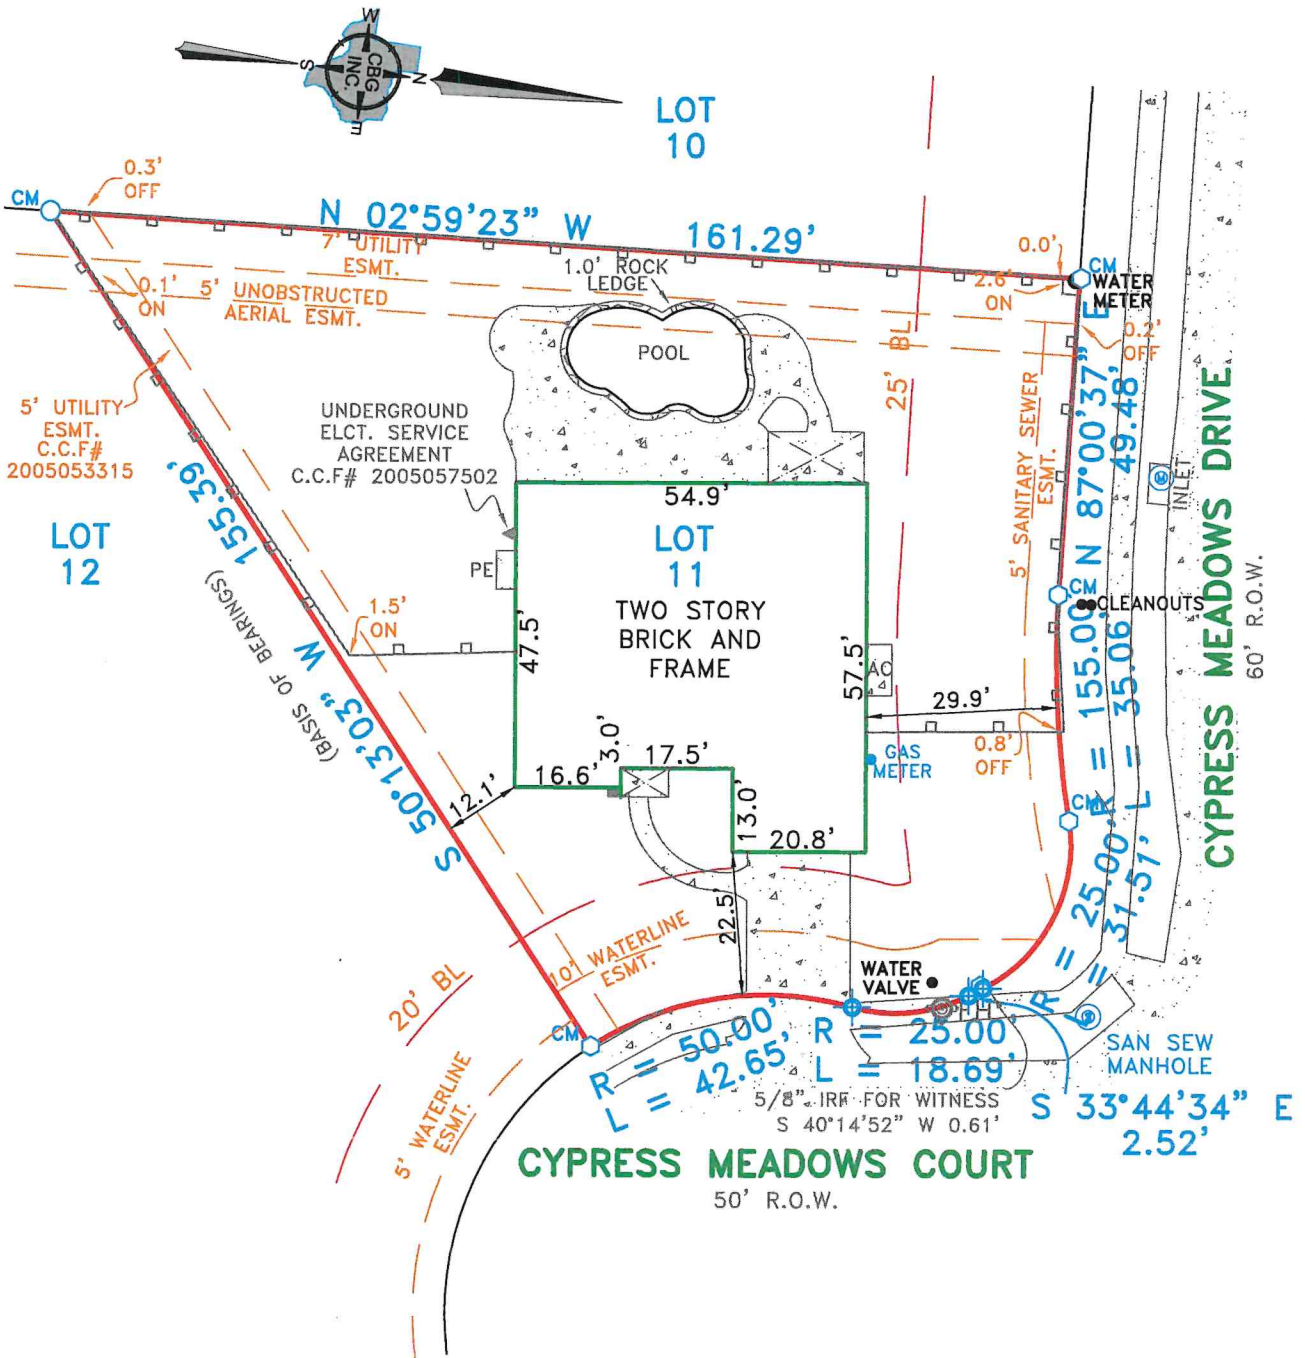 W
S
CBG
INC.
N
E
LOT
10
0.3'
OFF
CM
N 02°59'23" W 161.29'
7' UTILITY
ESMT.
0.0'
CM
WATER
METER
1.0' ROCK
LEDGE
2.6'
ON
0.1'
ON
5' UNOBSTRUCTED
AERIAL ESMT.
0.2'
OFF
POOL
25' BL
5' UTILITY
ESMT.
C.C.F#
2005053315
UNDERGROUND
ELCT. SERVICE
AGREEMENT
C.C.F# 2005057502
5' SANITARY SEWER
ESMT.
N 87°00'37" E
49.48'
INLET
CYPRESS MEADOWS DRIVE
60' R.O.W.
54.9'
LOT
12
LOT
11
TWO STORY
BRICK AND
FRAME
PE
155.39'
S 50°13'03" W
(BASIS OF BEARINGS)
1.5'
ON
47.5'
57.5'
AC
CM
CLEANOUTS
R = 155.00'
L = 35.06'
29.9'
0.8'
OFF
3.0'
17.5'
16.6'
12.1'
13.0'
20.8'
GAS
METER
CM
R = 25.00'
L = 31.51'
22.5'
10' WATERLINE
ESMT.
WATER
VALVE
FH
20' BL
CM
R = 50.00'
L = 42.65'
R = 25.00'
L = 18.69'
SAN SEW
MANHOLE
5/8" IRF FOR WITNESS
S 40°14'52" W 0.61'
S 33°44'34" E
2.52'
5' WATERLINE
ESMT.
CYPRESS MEADOWS COURT
50' R.O.W.